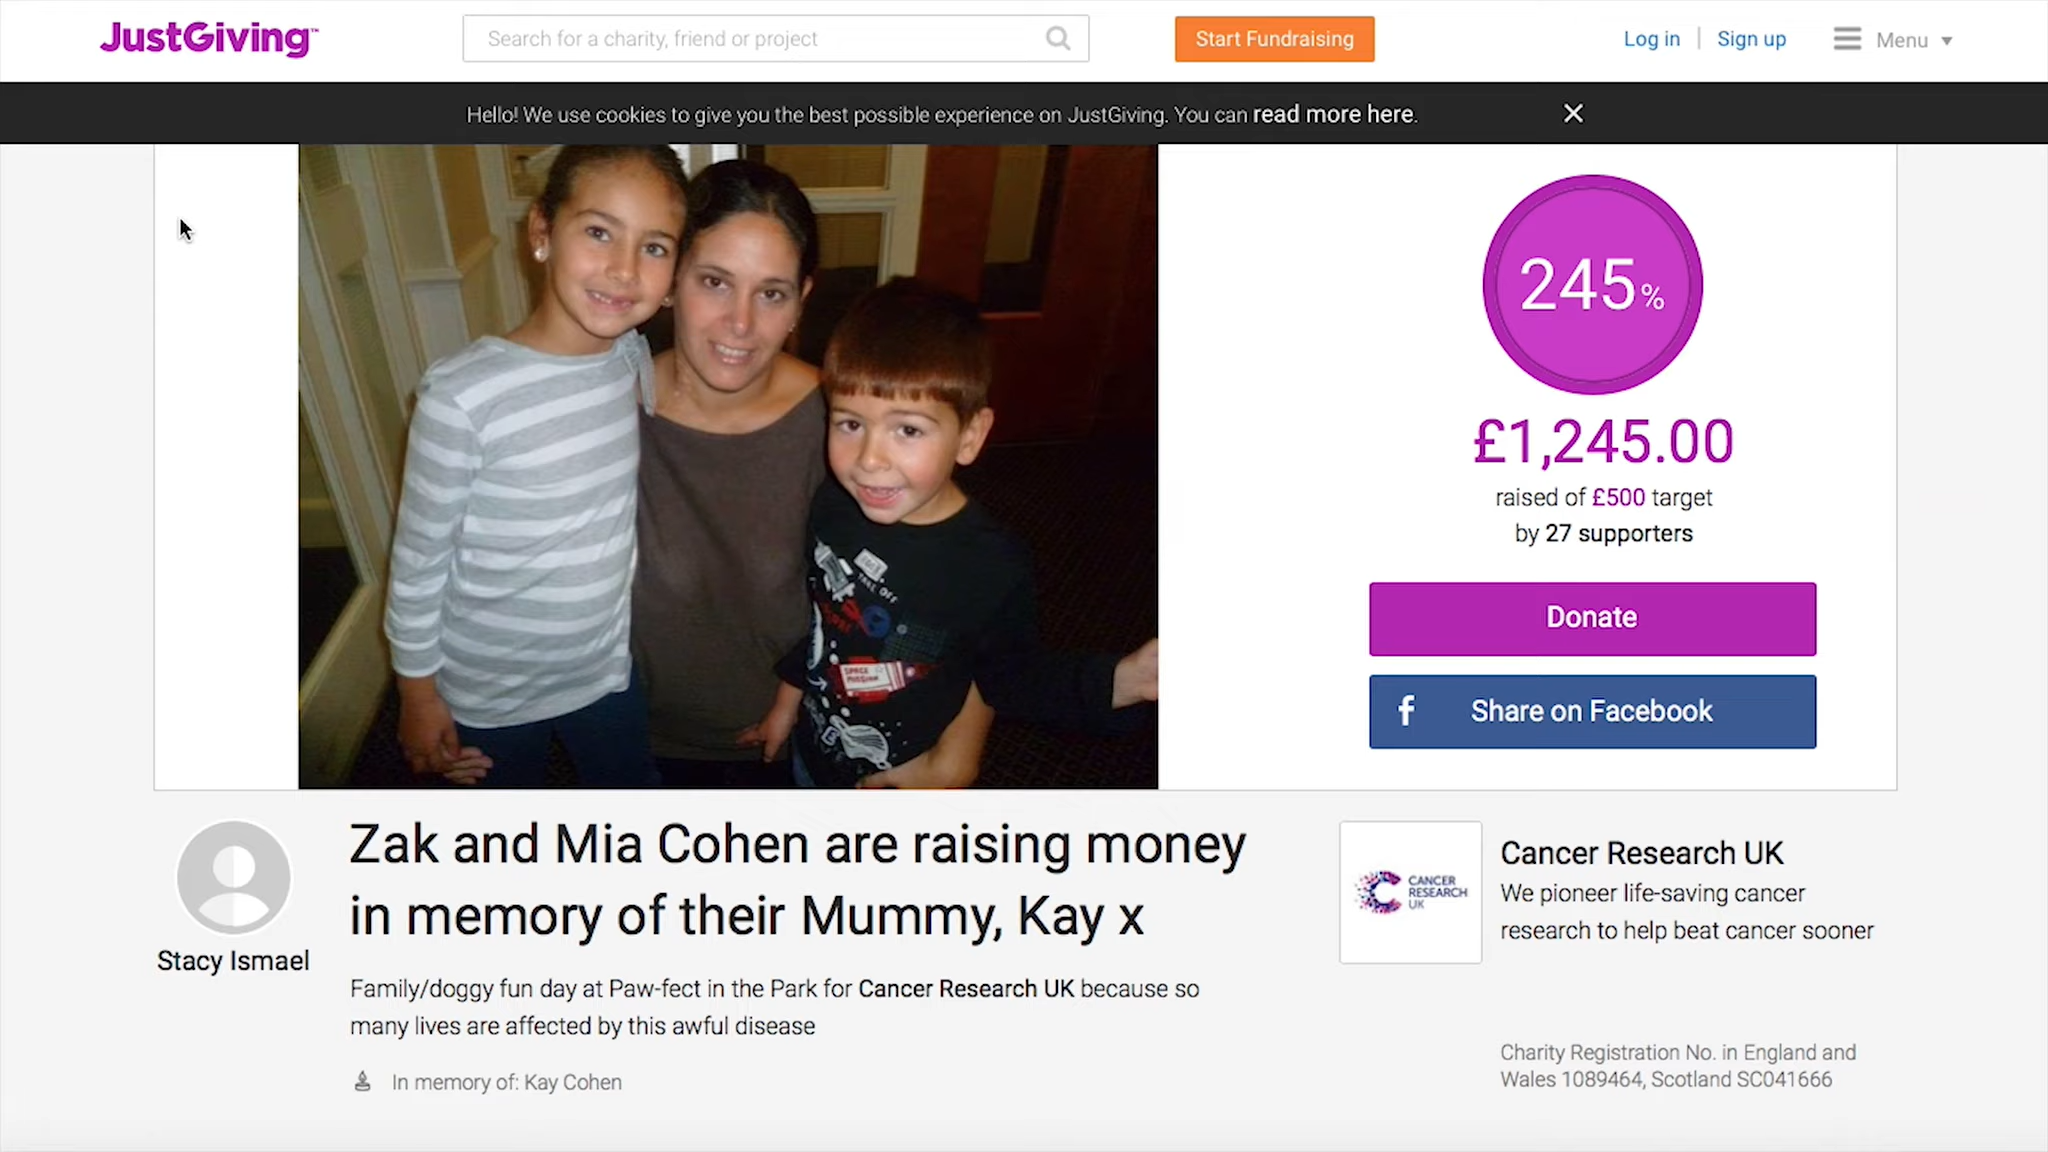 JustGiving™
Search for a charity, friend or project
Start Fundraising
Log in
Sign up
Menu
Hello! We use cookies to give you the best possible experience on JustGiving. You can read more here.
245%
£1,245.00
raised of £500 target
by 27 supporters
Donate
f Share on Facebook
TAKE OFF
SPACE
MISSION
Zak and Mia Cohen are raising money
in memory of their Mummy, Kay x
Stacy Ismael
Family/doggy fun day at Paw-fect in the Park for Cancer Research UK because so
many lives are affected by this awful disease
In memory of: Kay Cohen
CANCER
RESEARCH
UK
Cancer Research UK
We pioneer life-saving cancer
research to help beat cancer sooner
Charity Registration No. in England and
Wales 1089464, Scotland SC041666